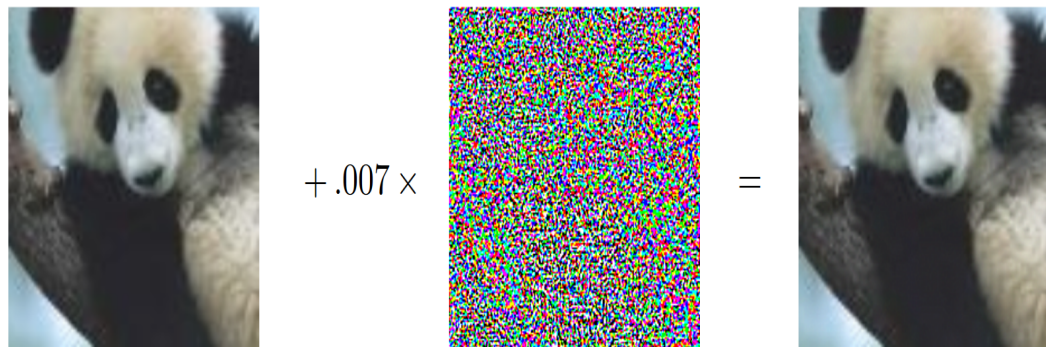 + .007 × =